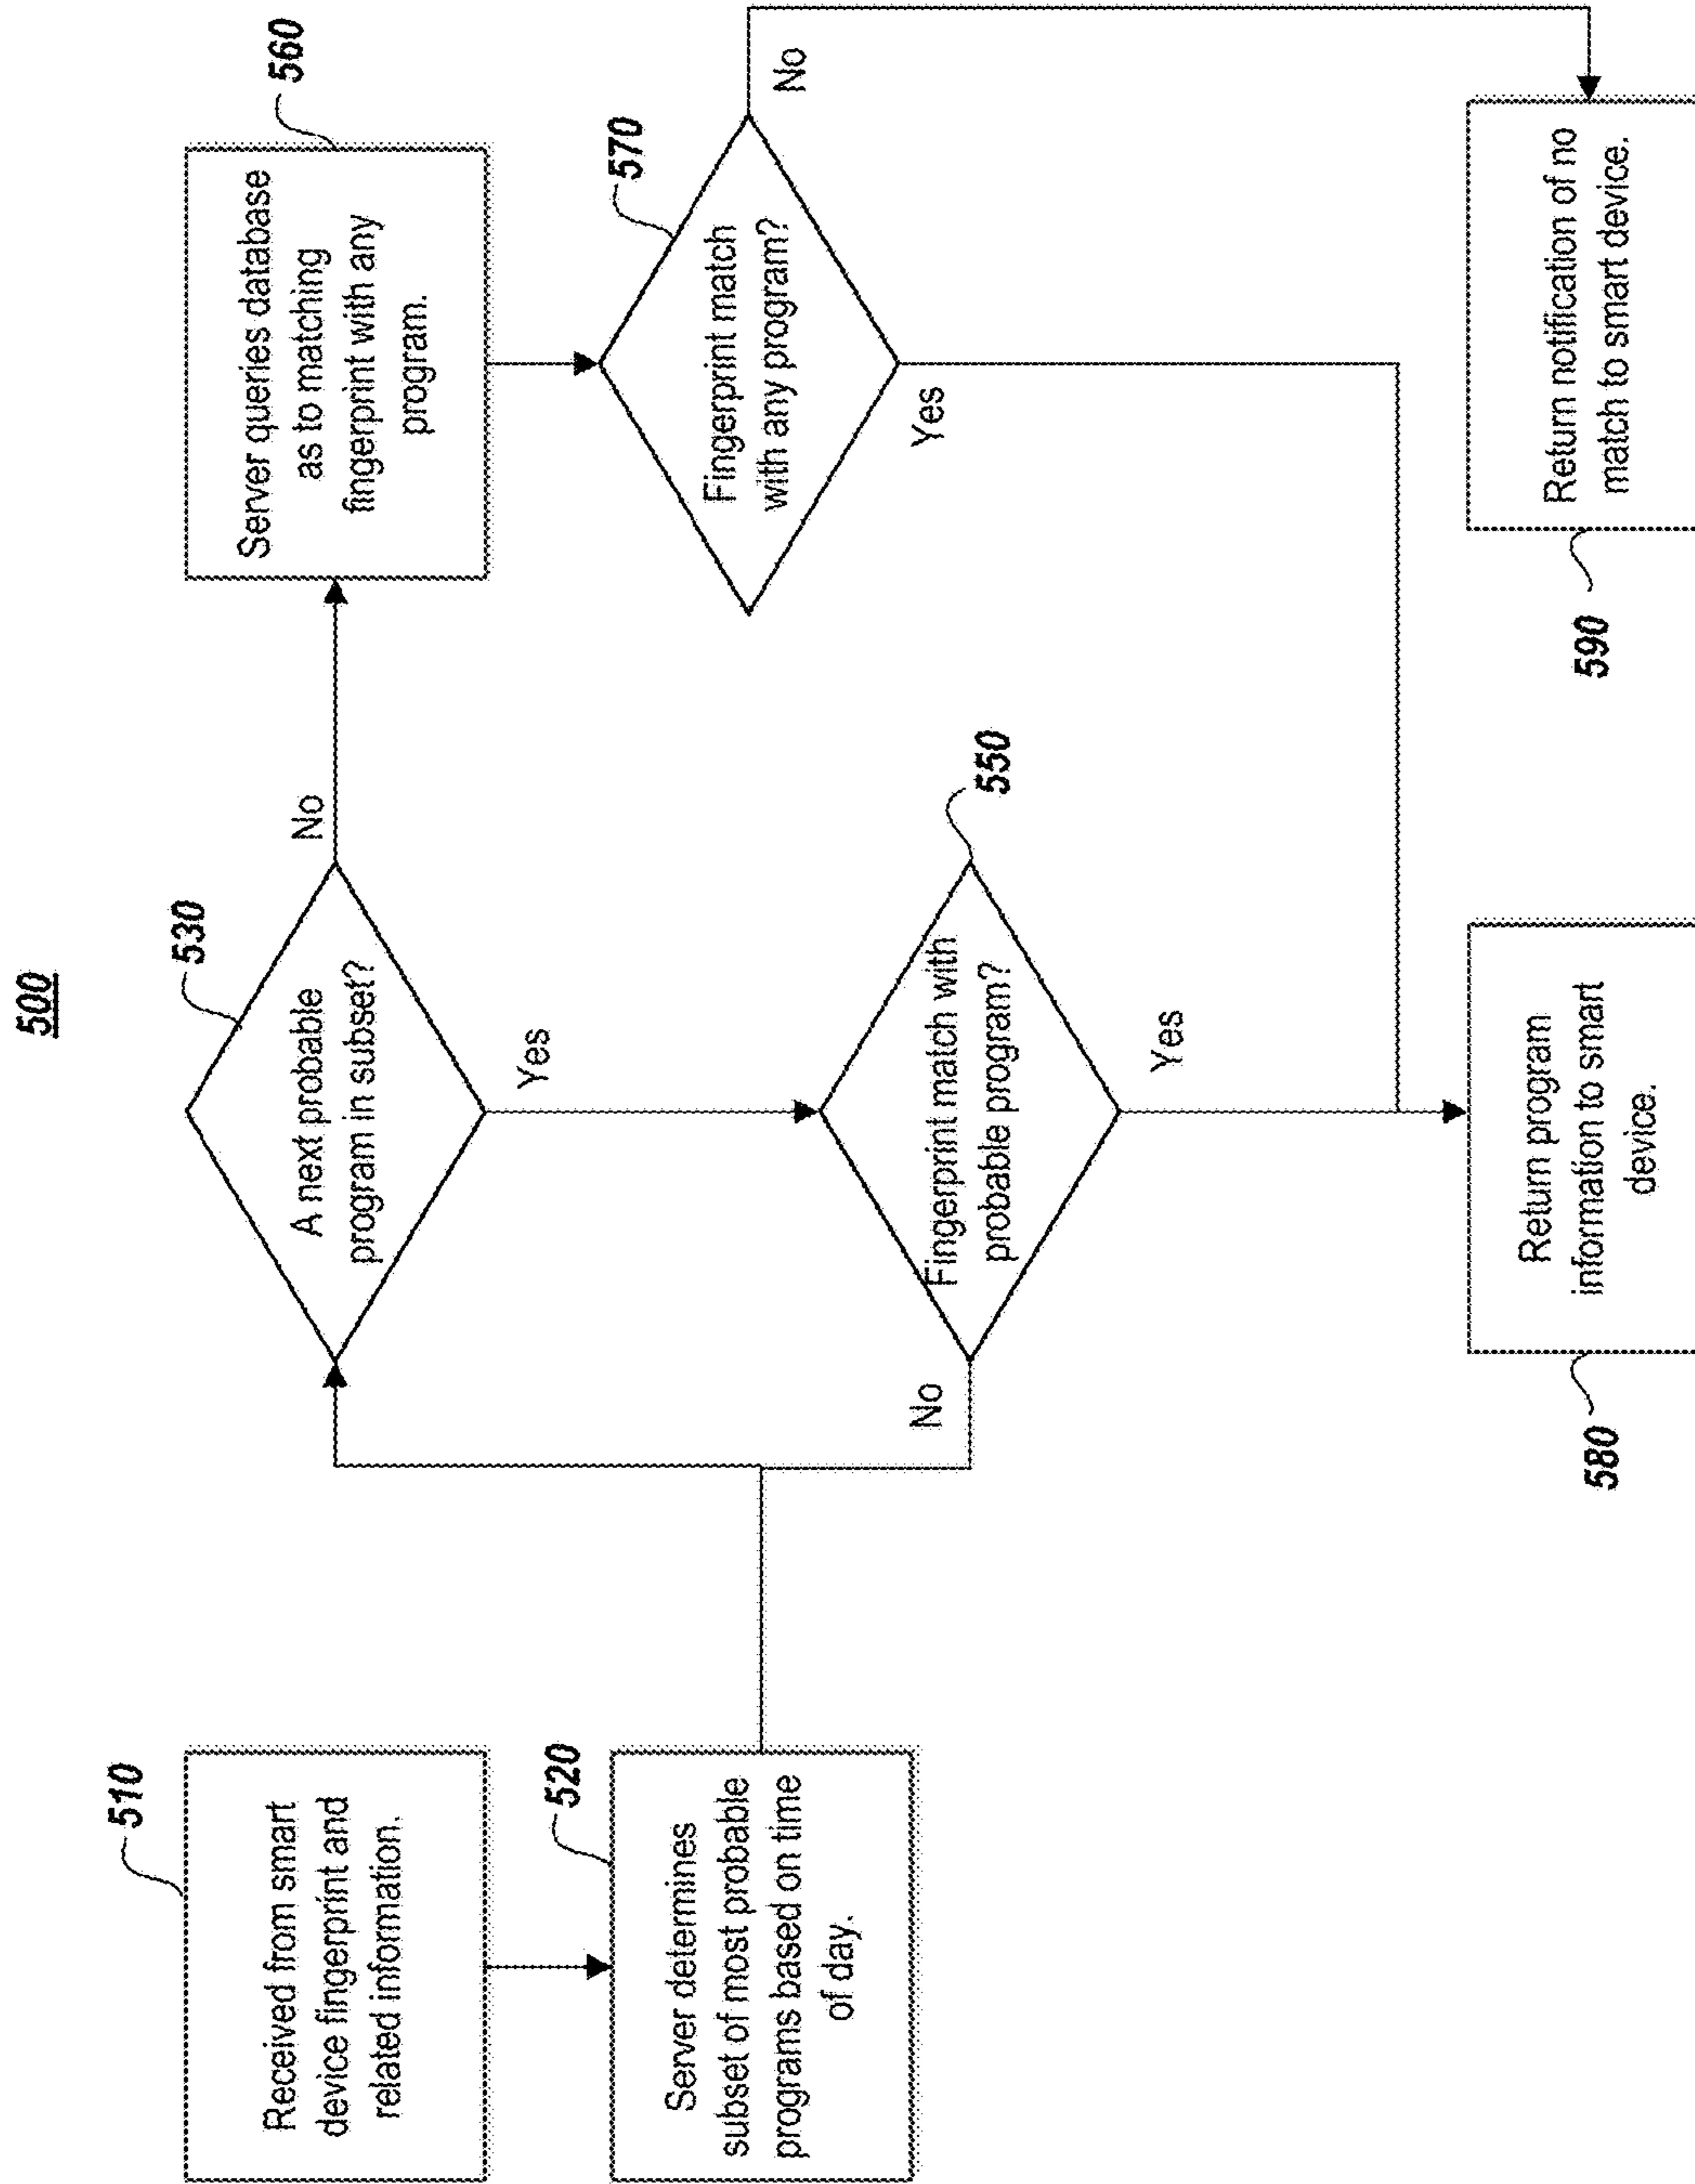 500
510
Received from smart
device fingerprint and
related information.
520
Server determines
subset of most probable
programs based on time
of day.
530
A next probable
program in subset?
No
Yes
550
Fingerprint match with
probable program?
No
Yes
560
Server queries database
as to matching
fingerprint with any
program.
570
Fingerprint match
with any program?
No
Yes
580
Return program
information to smart
device.
590
Return notification of no
match to smart device.